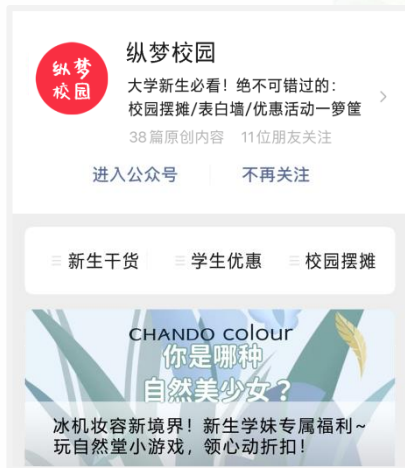 纵梦校园
纵梦
校园
大学新生必看！绝不可错过的：
校园摆摊/表白墙/优惠活动一箩筐
38篇原创内容 11位朋友关注
进入公众号 不再关注
新生干货 学生优惠 校园摆摊
CHANDO colour
你是哪种
自然美少女？
冰机妆容新境界！新生学妹专属福利~
玩自然堂小游戏，领心动折扣！